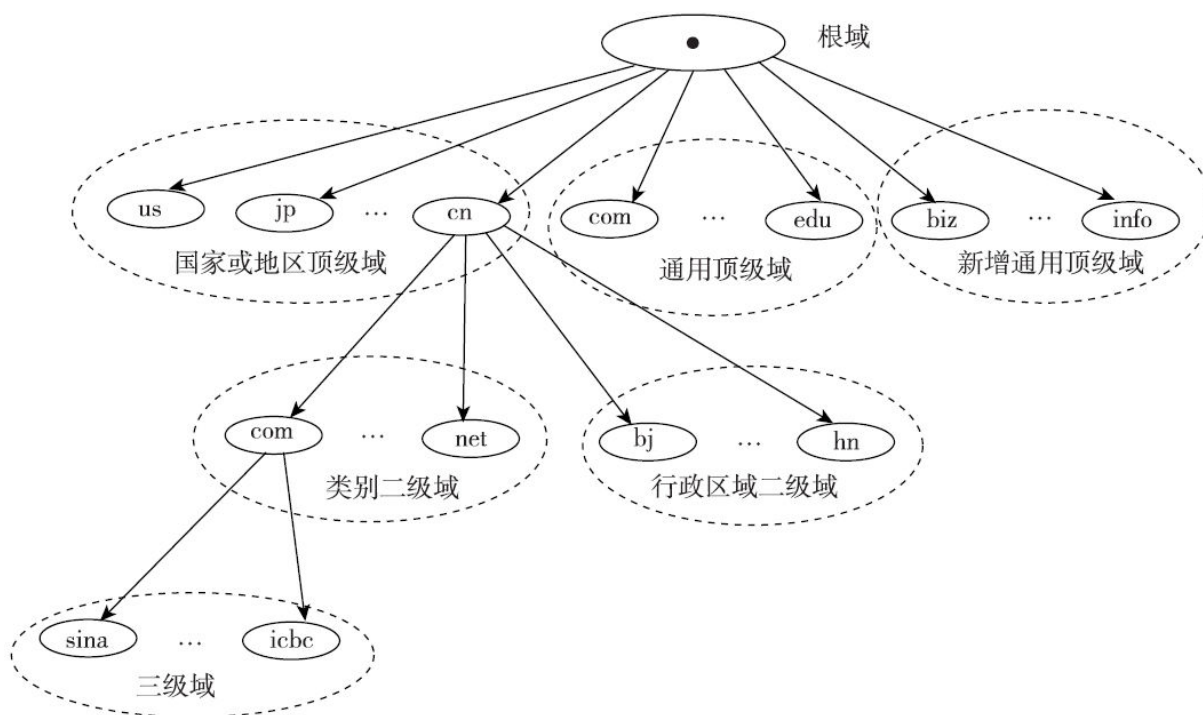 根域
us jp … cn com … edu biz … info
国家或地区顶级域 通用顶级域 新增通用顶级域
com … net bj … hn
类别二级域 行政区域二级域
sina … icbc
三级域